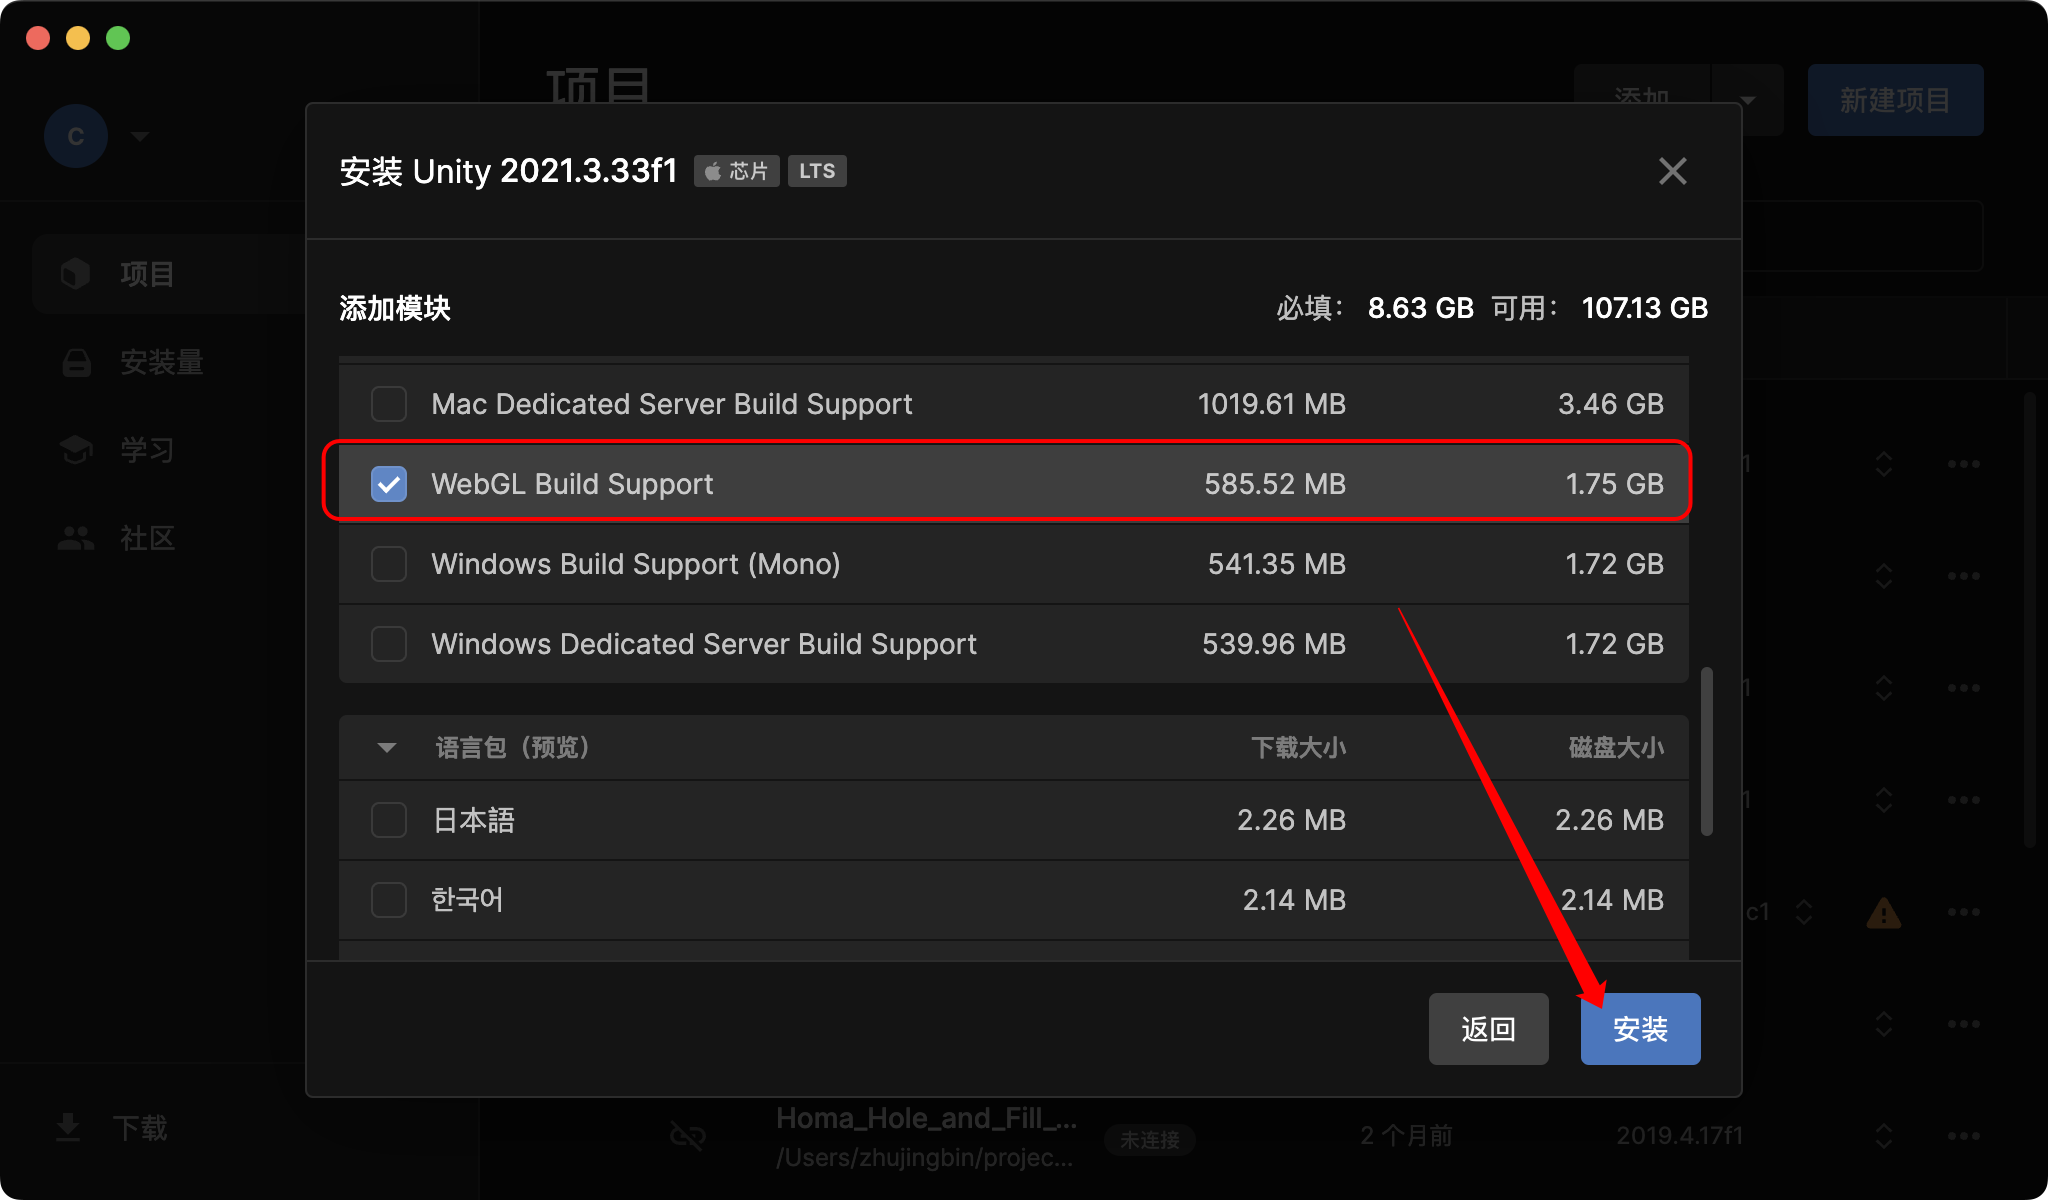 项目
添加
新建项目
C
安装 Unity 2021.3.33f1 芯片 LTS
项目
安装量
学习
社区
下载
添加模块
必填： 8.63 GB 可用： 107.13 GB
Mac Dedicated Server Build Support 1019.61 MB 3.46 GB
WebGL Build Support 585.52 MB 1.75 GB
Windows Build Support (Mono) 541.35 MB 1.72 GB
Windows Dedicated Server Build Support 539.96 MB 1.72 GB
语言包（预览） 下载大小 磁盘大小
日本語 2.26 MB 2.26 MB
한국어 2.14 MB 2.14 MB
c1
返回 安装
Homa_Hole_and_Fill_...
/Users/zhujingbin/projec...
未连接
2 个月前
2019.4.17f1